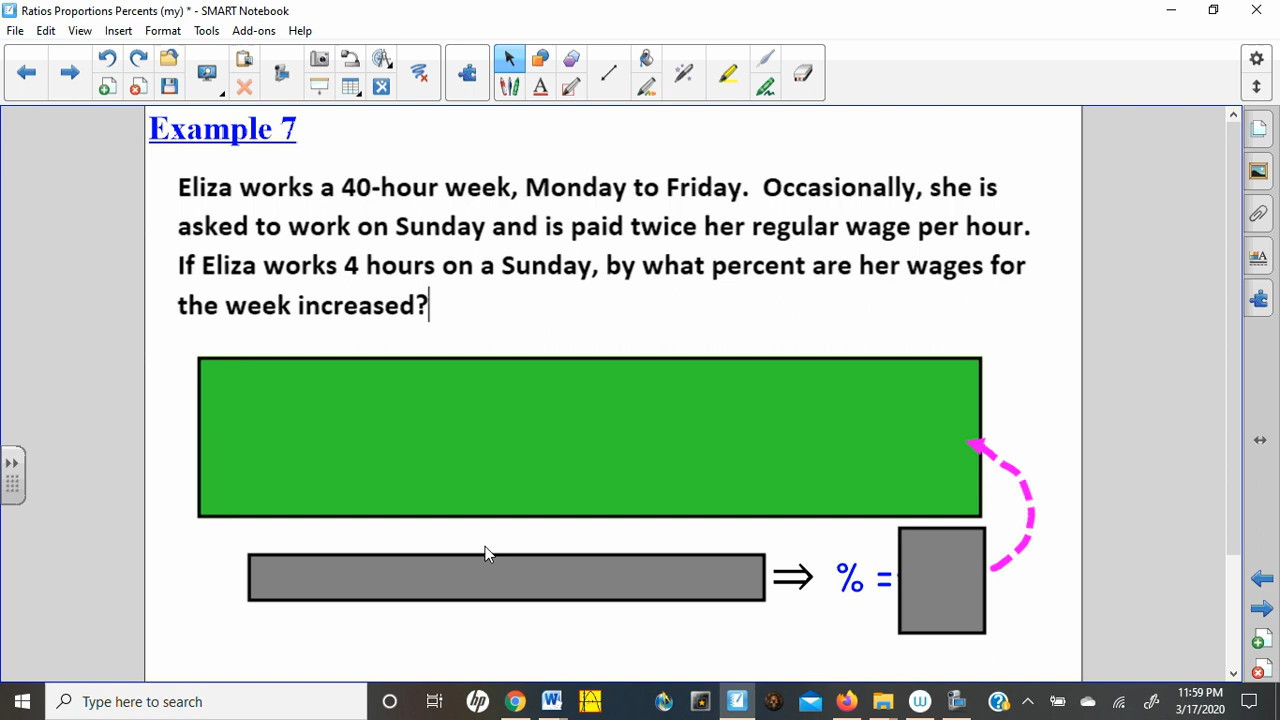 Ratios Proportions Percents (my) * - SMART Notebook
File Edit View Insert Format Tools Add-ons Help
Example 7
Eliza works a 40-hour week, Monday to Friday. Occasionally, she is
asked to work on Sunday and is paid twice her regular wage per hour.
If Eliza works 4 hours on a Sunday, by what percent are her wages for
the week increased?
⇒ % =
Type here to search
11:59 PM
3/17/2020